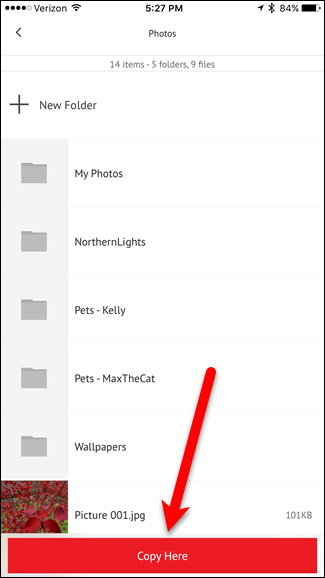 Verizon 5:27 PM 84%
Photos
14 items - 5 folders, 9 files
New Folder
My Photos
NorthernLights
Pets - Kelly
Pets - MaxTheCat
Wallpapers
Picture 001.jpg 101KB
Copy Here